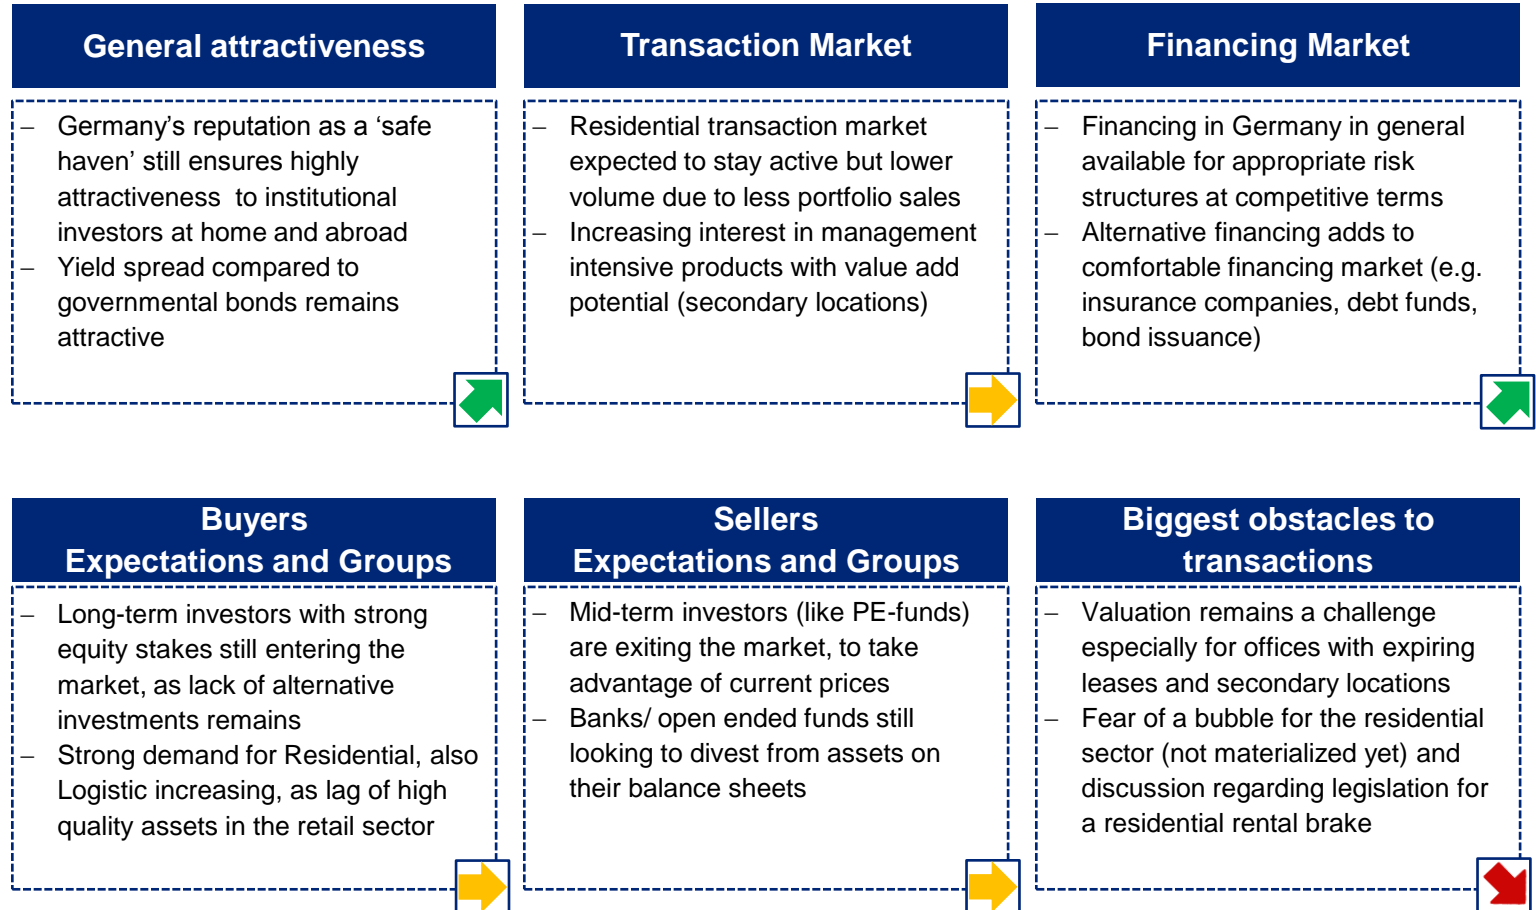 General attractiveness
– Germany’s reputation as a ‘safe
haven’ still ensures highly
attractiveness  to institutional
investors at home and abroad
– Yield spread compared to
governmental bonds remains
attractive
Transaction Market
– Residential transaction market
expected to stay active but lower
volume due to less portfolio sales
– Increasing interest in management
intensive products with value add
potential (secondary locations)
Financing Market
– Financing in Germany in general
available for appropriate risk
structures at competitive terms
– Alternative financing adds to
comfortable financing market (e.g.
insurance companies, debt funds,
bond issuance)
Buyers
Expectations and Groups
– Long-term investors with strong
equity stakes still entering the
market, as lack of alternative
investments remains
– Strong demand for Residential, also
Logistic increasing, as lag of high
quality assets in the retail sector
Sellers
Expectations and Groups
– Mid-term investors (like PE-funds)
are exiting the market, to take
advantage of current prices
– Banks/ open ended funds still
looking to divest from assets on
their balance sheets
Biggest obstacles to
transactions
– Valuation remains a challenge
especially for offices with expiring
leases and secondary locations
– Fear of a bubble for the residential
sector (not materialized yet) and
discussion regarding legislation for
a residential rental brake